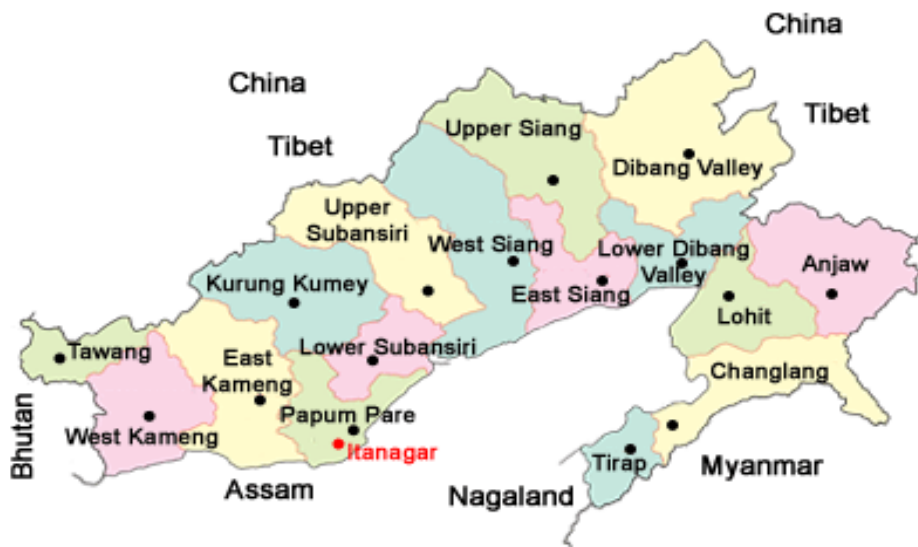 China
China
Upper Siang
Tibet
Tibet
Dibang Valley
Upper
Subansiri
West Siang
Lower Dibang
Valley
Anjaw
Kurung Kumey
East Siang
Lohit
Tawang
East
Kameng
Lower Subansiri
Changlang
Bhutan
West Kameng
Papum Pare
Itanagar
Tirap
Myanmar
Assam
Nagaland